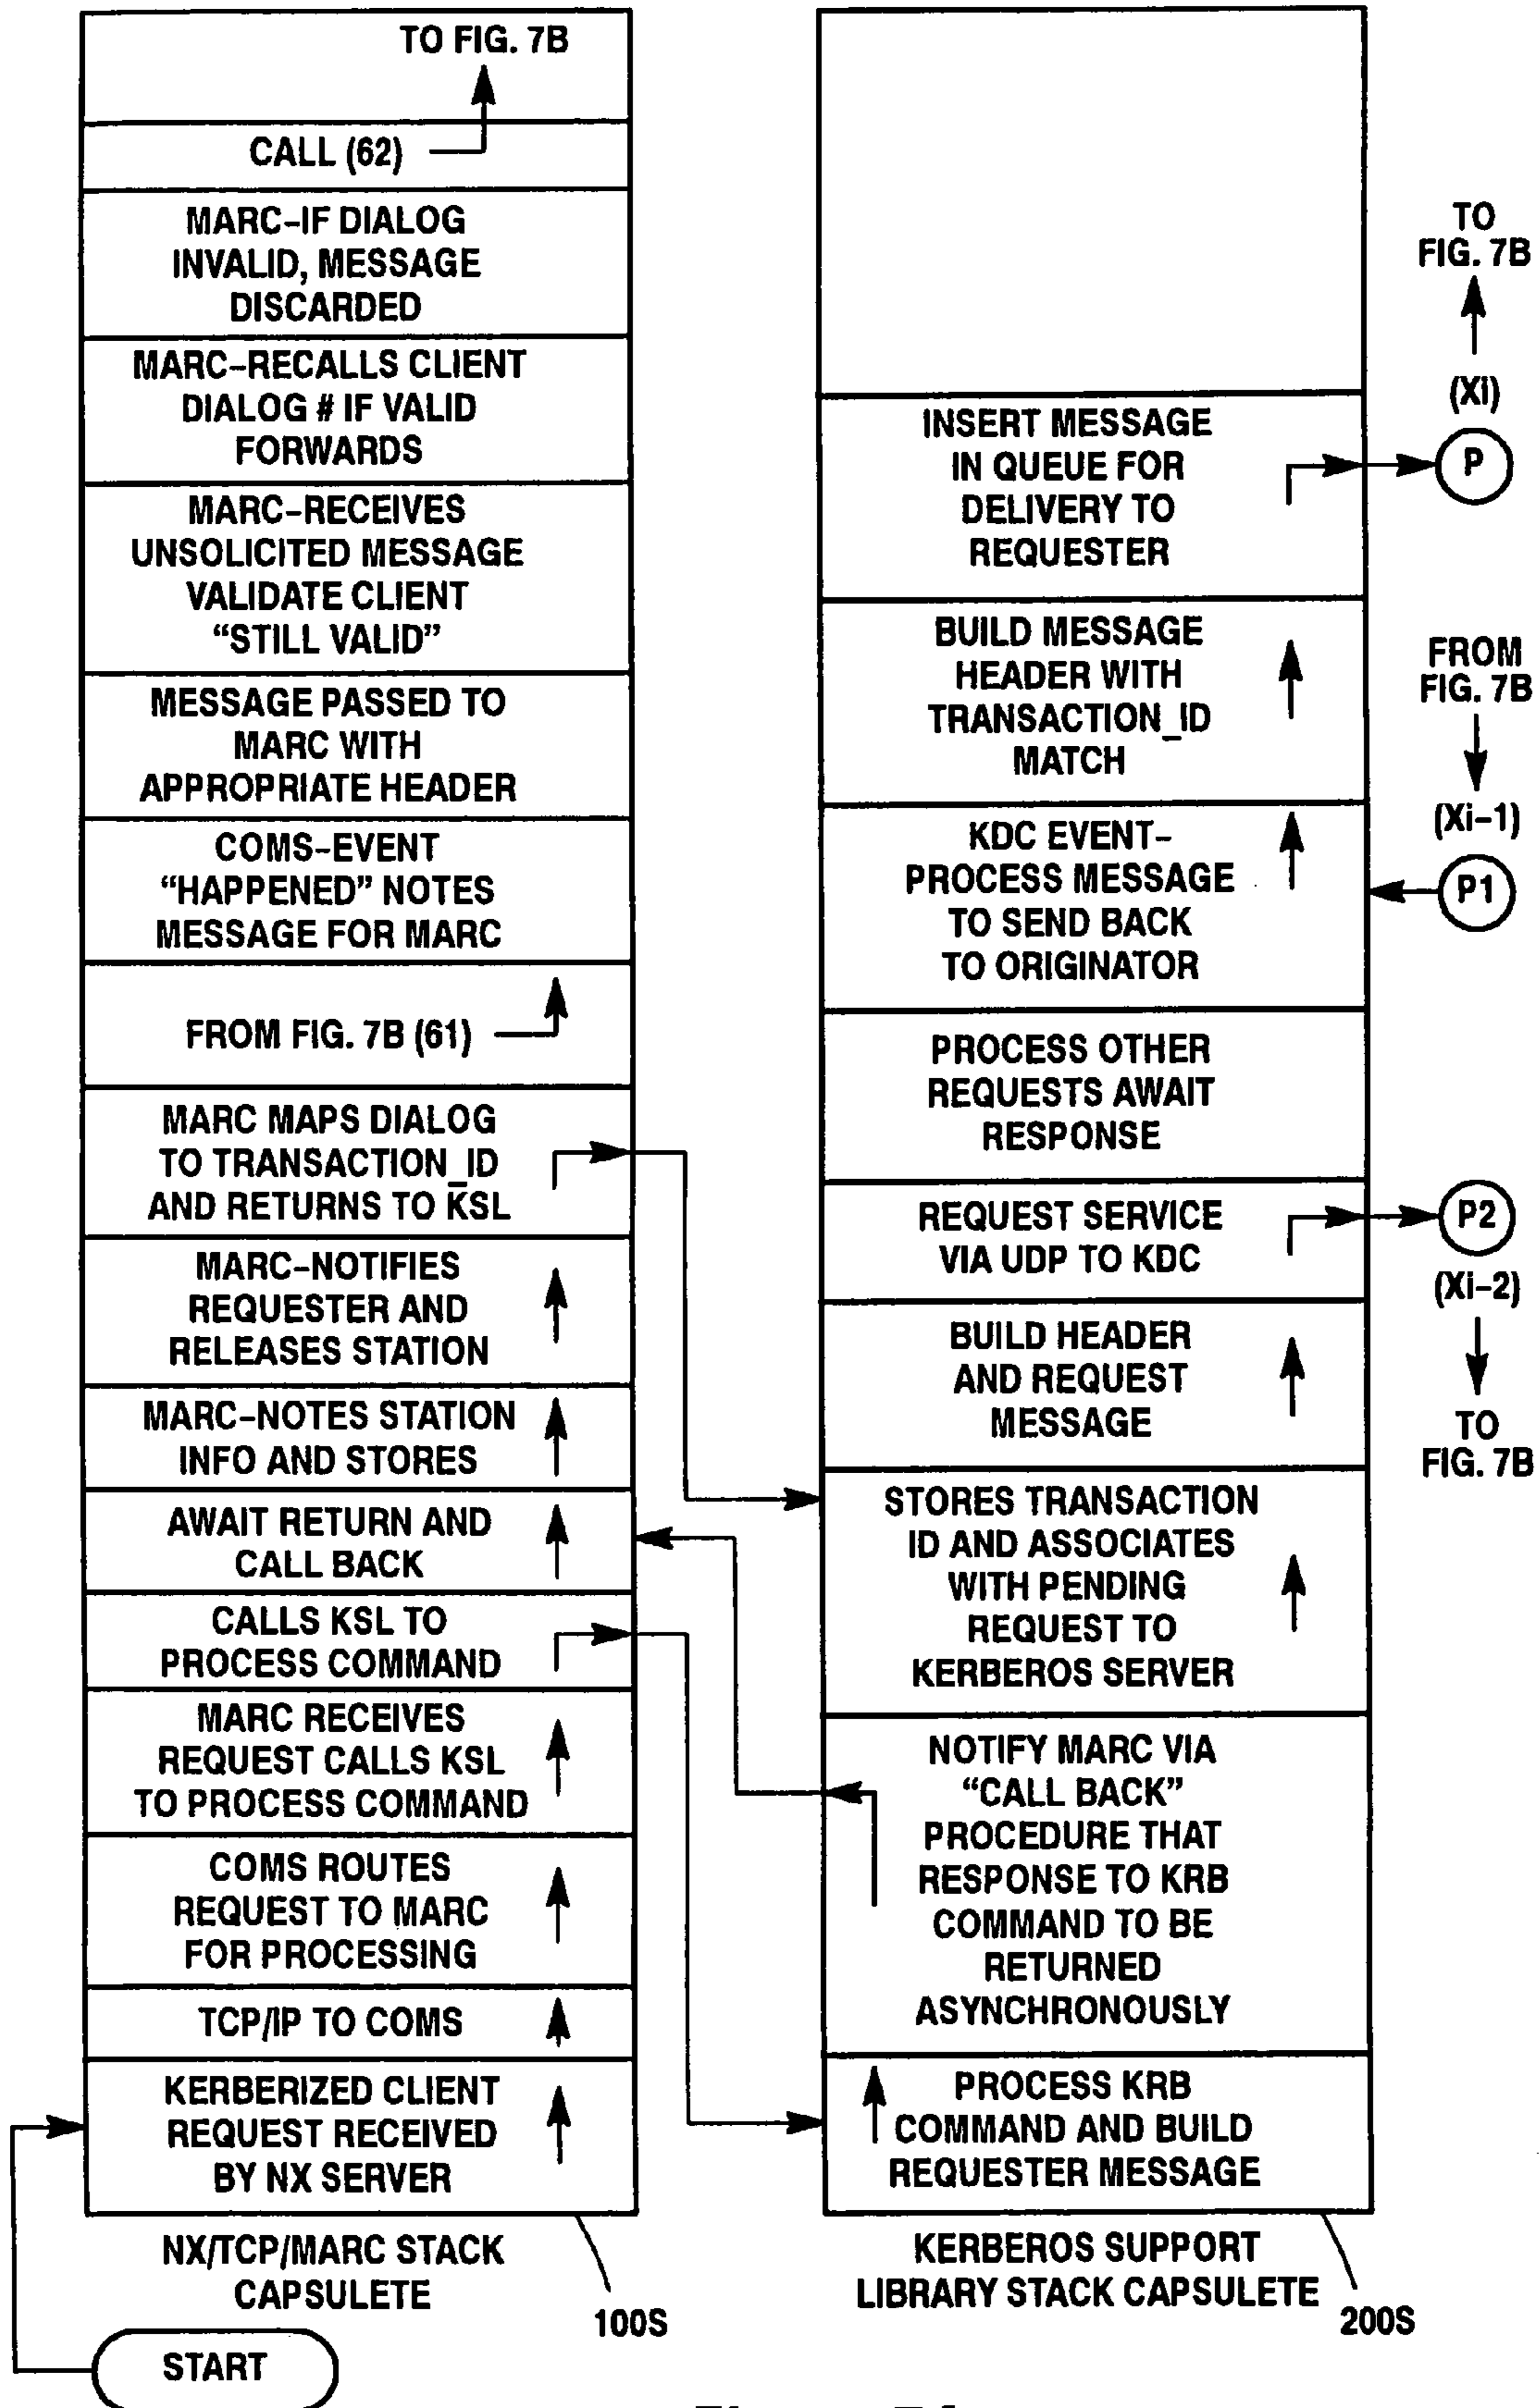 TO FIG. 7B
CALL (62)
MARC-IF DIALOG
INVALID, MESSAGE
DISCARDED
MARC-RECALLS CLIENT
DIALOG # IF VALID
FORWARDS
MARC-RECEIVES
UNSOLICITED MESSAGE
VALIDATE CLIENT
“STILL VALID”
MESSAGE PASSED TO
MARC WITH
APPROPRIATE HEADER
COMS-EVENT
“HAPPENED” NOTES
MESSAGE FOR MARC
FROM FIG. 7B (61)
MARC MAPS DIALOG
TO TRANSACTION_ID
AND RETURNS TO KSL
MARC-NOTIFIES
REQUESTER AND
RELEASES STATION
MARC-NOTES STATION
INFO AND STORES
AWAIT RETURN AND
CALL BACK
CALLS KSL TO
PROCESS COMMAND
MARC RECEIVES
REQUEST CALLS KSL
TO PROCESS COMMAND
COMS ROUTES
REQUEST TO MARC
FOR PROCESSING
TCP/IP TO COMS
KERBERIZED CLIENT
REQUEST RECEIVED
BY NX SERVER
NX/TCP/MARC STACK
CAPSULETE
100S
START
INSERT MESSAGE
IN QUEUE FOR
DELIVERY TO
REQUESTER
BUILD MESSAGE
HEADER WITH
TRANSACTION_ID
MATCH
KDC EVENT-
PROCESS MESSAGE
TO SEND BACK
TO ORIGINATOR
PROCESS OTHER
REQUESTS AWAIT
RESPONSE
REQUEST SERVICE
VIA UDP TO KDC
BUILD HEADER
AND REQUEST
MESSAGE
STORES TRANSACTION
ID AND ASSOCIATES
WITH PENDING
REQUEST TO
KERBEROS SERVER
NOTIFY MARC VIA
“CALL BACK”
PROCEDURE THAT
RESPONSE TO KRB
COMMAND TO BE
RETURNED
ASYNCHRONOUSLY
PROCESS KRB
COMMAND AND BUILD
REQUESTER MESSAGE
KERBEROS SUPPORT
LIBRARY STACK CAPSULETE
200S
TO
FIG. 7B
(Xi)
P
FROM
FIG. 7B
(Xi-1)
P1
P2
(Xi-2)
TO
FIG. 7B